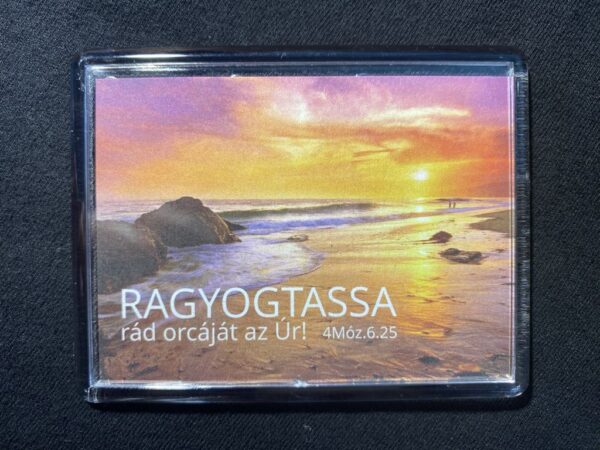 RAGYOGTASSA
rád orcáját az Úr! 4Móz.6.25